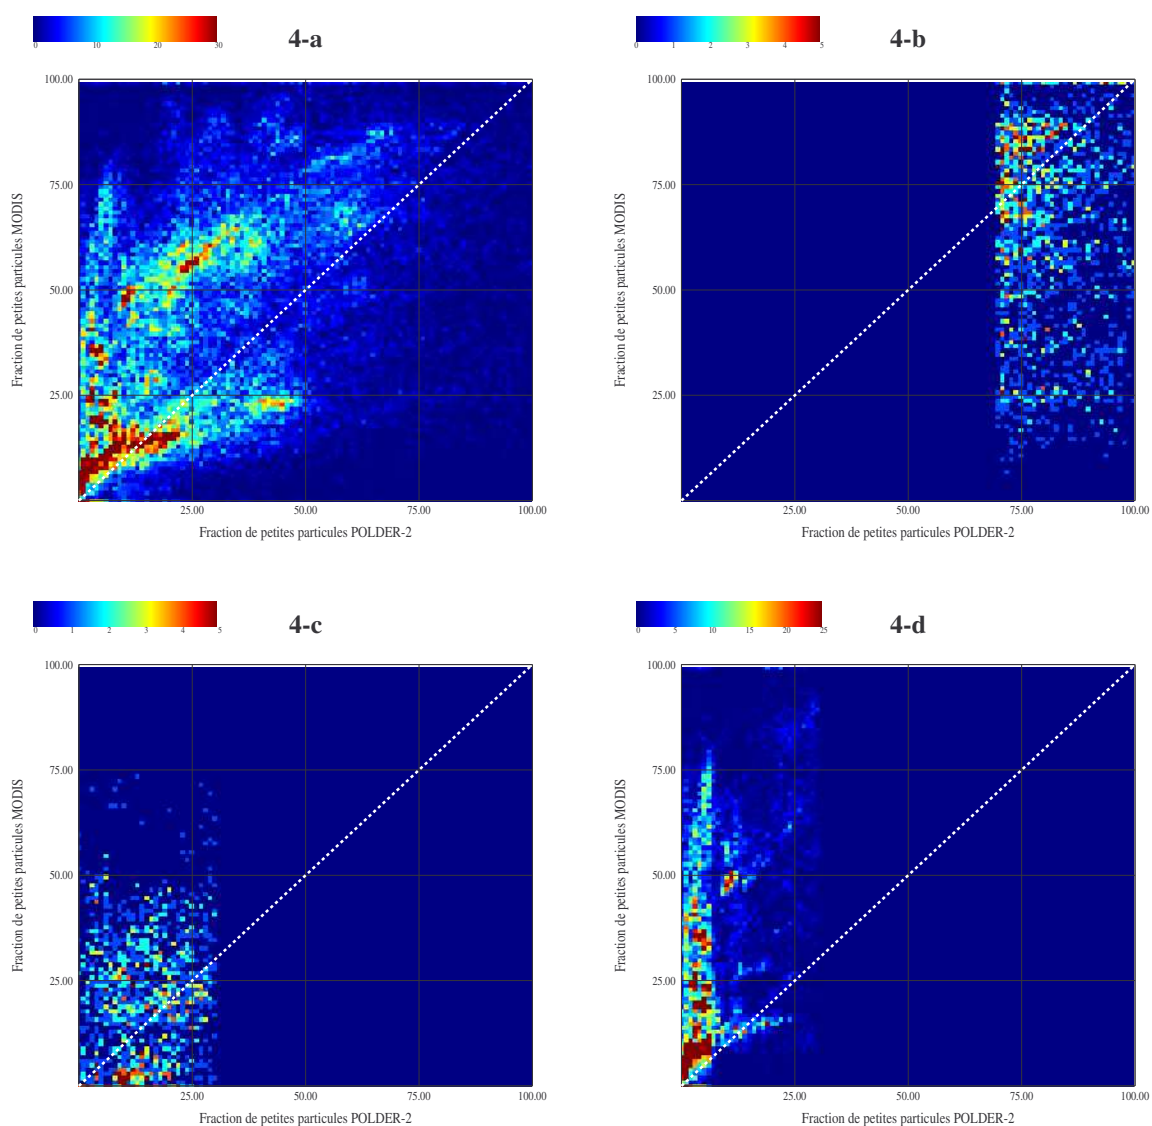 0 10 20 30
4-a
100.00
75.00
50.00
25.00
Fraction de petites particules MODIS
25.00 50.00 75.00 100.00
Fraction de petites particules POLDER-2
0 1 2 3 4 5
4-b
100.00
75.00
50.00
25.00
Fraction de petites particules MODIS
25.00 50.00 75.00 100.00
Fraction de petites particules POLDER-2
0 1 2 3 4 5
4-c
100.00
75.00
50.00
25.00
Fraction de petites particules MODIS
25.00 50.00 75.00 100.00
Fraction de petites particules POLDER-2
0 5 10 15 20 25
4-d
100.00
75.00
50.00
25.00
Fraction de petites particules MODIS
25.00 50.00 75.00 100.00
Fraction de petites particules POLDER-2